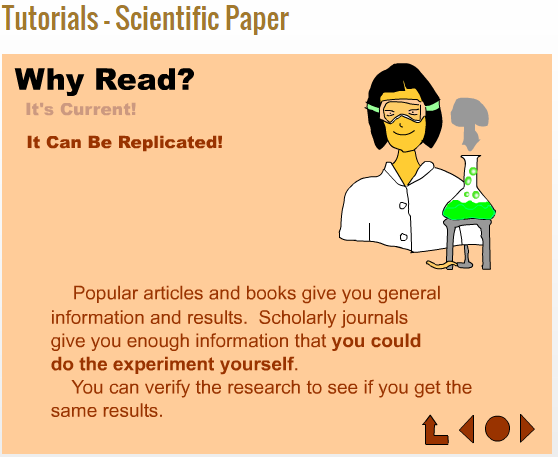 Tutorials - Scientific Paper
Why Read?
It's Current!
It Can Be Replicated!
Popular articles and books give you general
information and results.  Scholarly journals
give you enough information that you could
do the experiment yourself.
You can verify the research to see if you get the
same results.